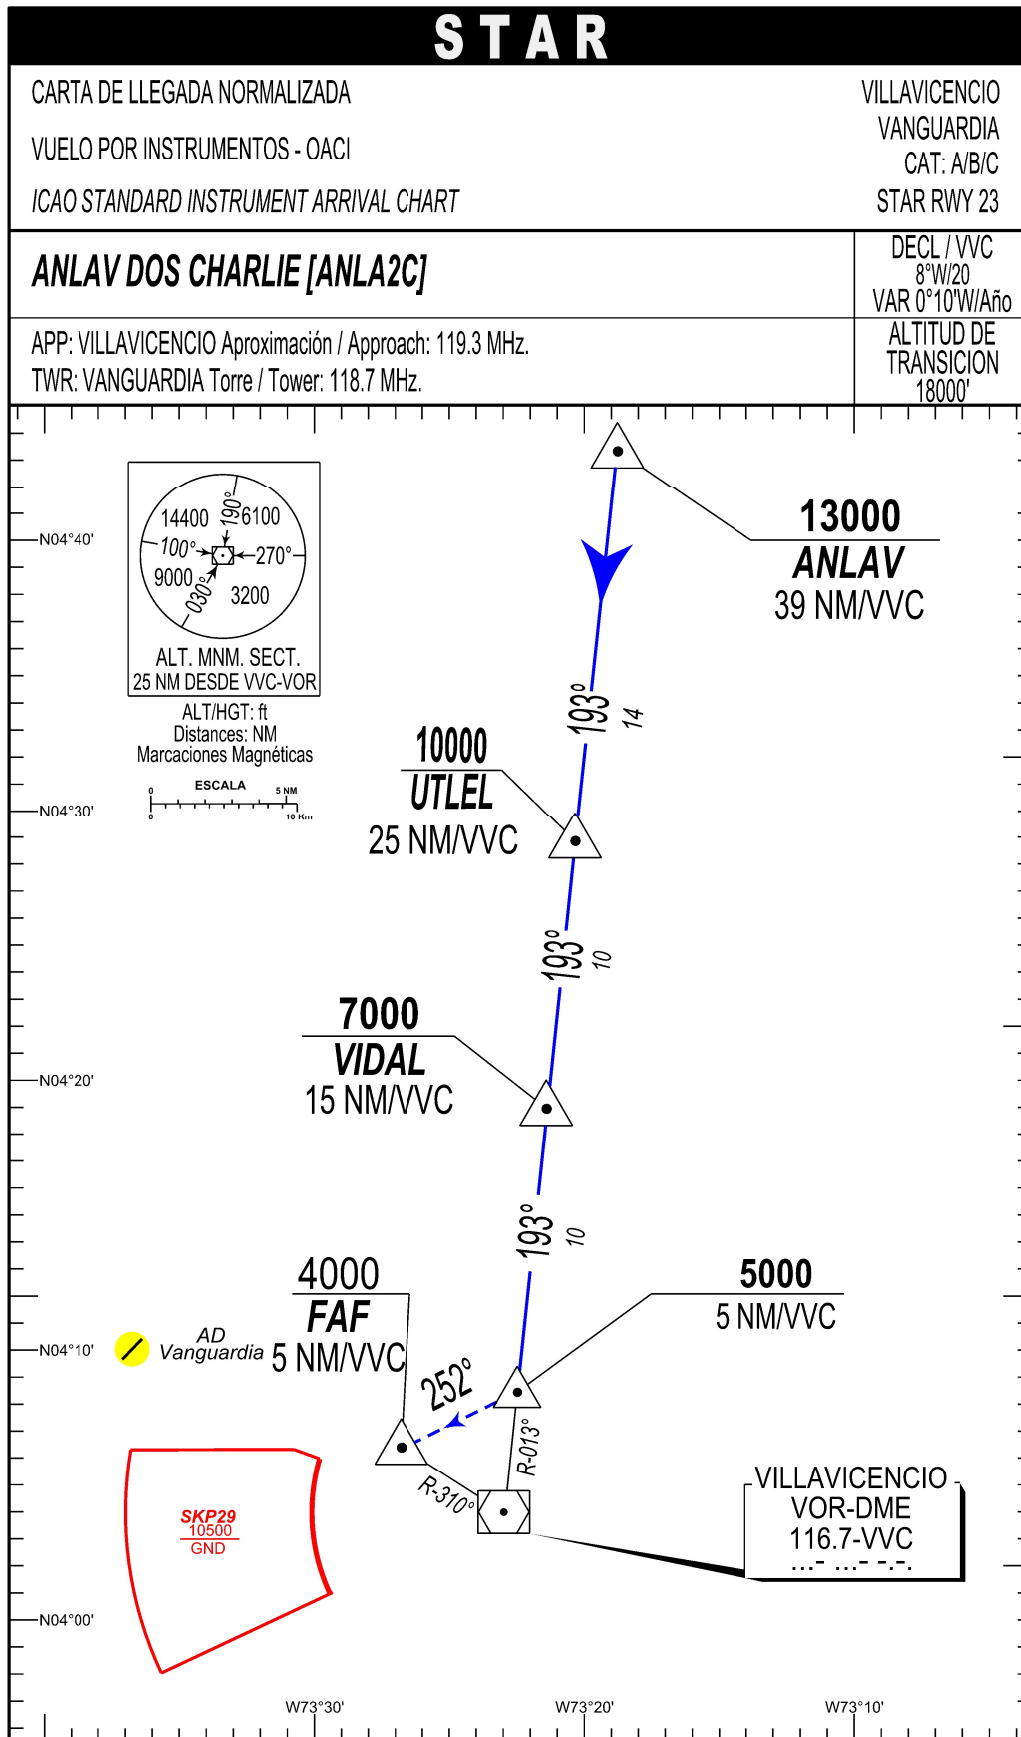 STAR
CARTA DE LLEGADA NORMALIZADA
VUELO POR INSTRUMENTOS - OACI
ICAO STANDARD INSTRUMENT ARRIVAL CHART
VILLAVICENCIO
VANGUARDIA
CAT: A/B/C
STAR RWY 23
ANLAV DOS CHARLIE [ANLA2C]
DECL / VVC
8°W/20
VAR 0°10'W/Año
APP: VILLAVICENCIO Aproximación / Approach: 119.3 MHz.
TWR: VANGUARDIA Torre / Tower: 118.7 MHz.
ALTITUD DE
TRANSICION
18000'
14400
190°
6100
100°
270°
9000
030°
3200
ALT. MNM. SECT.
25 NM DESDE VVC-VOR
ALT/HGT: ft
Distances: NM
Marcaciones Magnéticas
ESCALA
0
5 NM
0
10 Km
13000
ANLAV
39 NM/VVC
N04°40'
193°
14
10000
UTLEL
25 NM/VVC
N04°30'
193°
10
7000
VIDAL
15 NM/VVC
N04°20'
193°
10
4000
FAF
5 NM/VVC
5000
5 NM/VVC
AD
Vanguardia
N04°10'
252°
R-013°
R-310°
SKP29
10500
GND
VILLAVICENCIO
VOR-DME
116.7-VVC
...- ...- -.-.
N04°00'
W73°30'
W73°20'
W73°10'